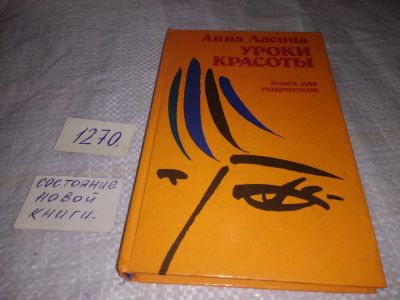 Анна Ласица
УРОКИ
КРАСОТЫ
КНИГА ДЛЯ
ПОДРОСТКОВ
1270.
СОСТОЯНИЕ
НОВОЙ
КНИГИ.